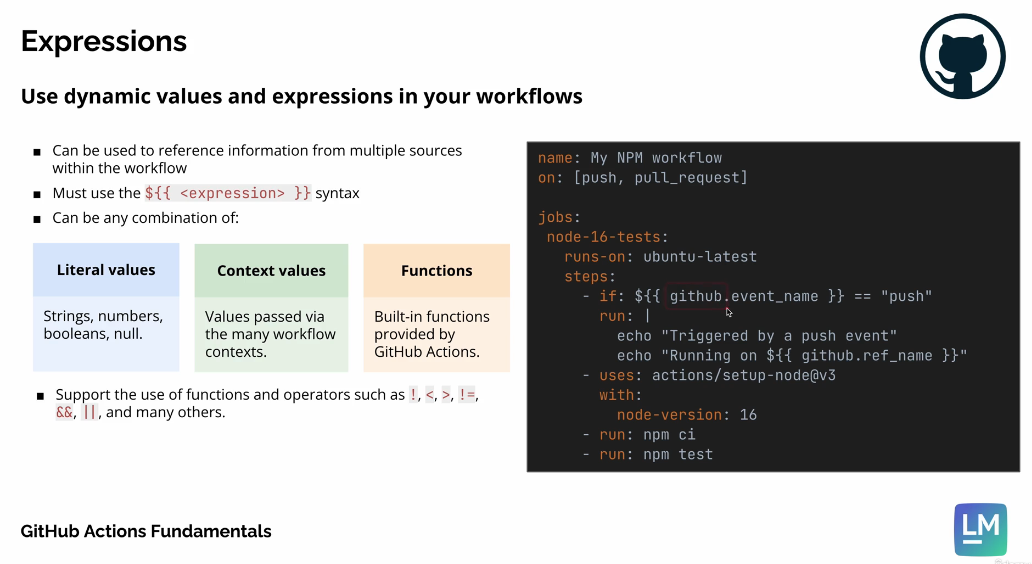 Expressions
Use dynamic values and expressions in your workflows
▪ Can be used to reference information from multiple sources
within the workflow
▪ Must use the ${{ <expression> }} syntax
▪ Can be any combination of:
Literal values
Strings, numbers,
booleans, null.
Context values
Values passed via
the many workflow
contexts.
Functions
Built-in functions
provided by
GitHub Actions.
▪ Support the use of functions and operators such as !, <, >, !=,
&&, ||, and many others.
name: My NPM workflow
on: [push, pull_request]
jobs:
node-16-tests:
runs-on: ubuntu-latest
steps:
- if: ${{ github.event_name }} == "push"
run: |
echo "Triggered by a push event"
echo "Running on ${{ github.ref_name }}"
- uses: actions/setup-node@v3
with:
node-version: 16
- run: npm ci
- run: npm test
GitHub Actions Fundamentals
LM